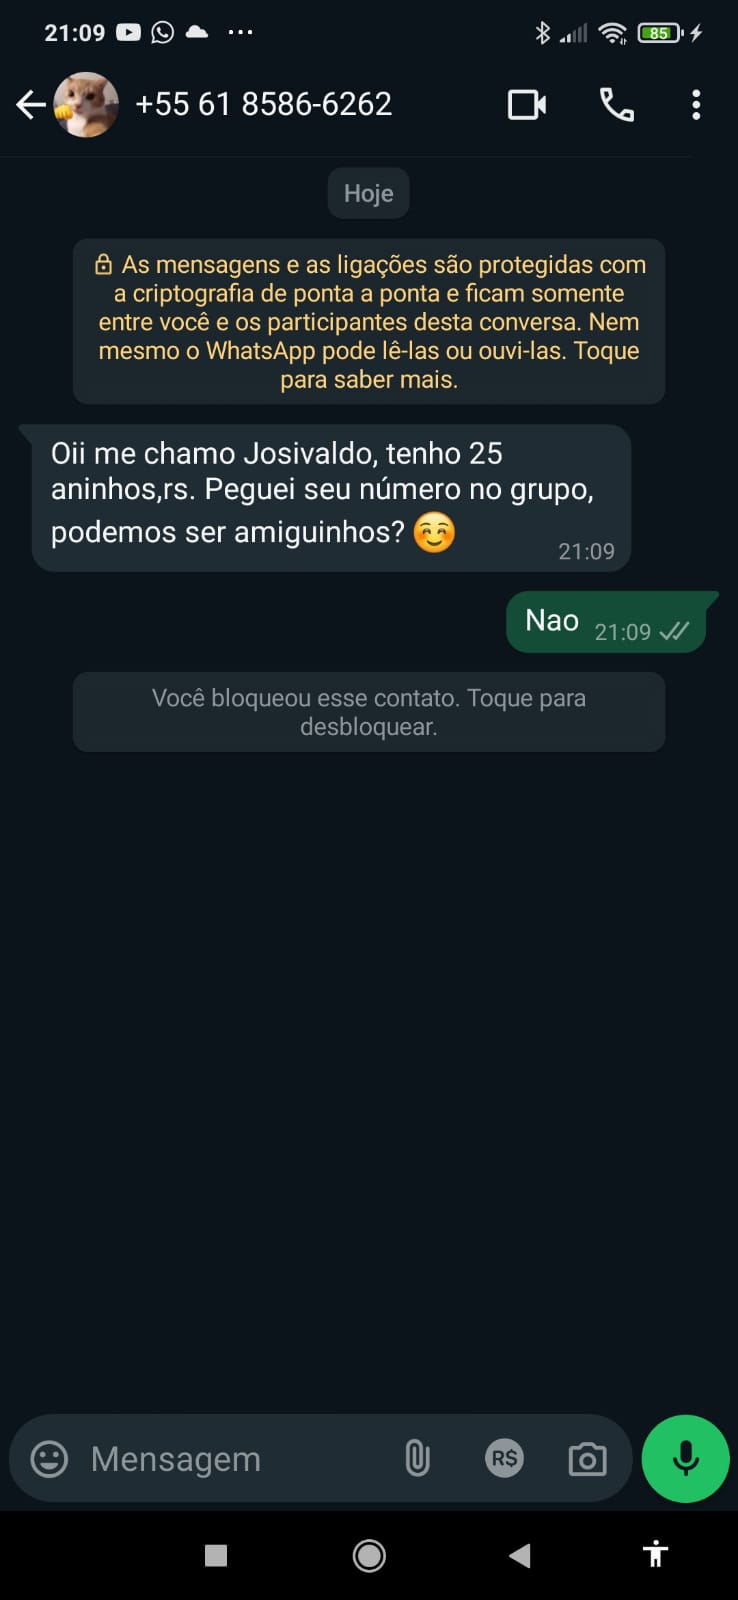 21:09
85
+55 61 8586-6262
Hoje
As mensagens e as ligações são protegidas com
a criptografia de ponta a ponta e ficam somente
entre você e os participantes desta conversa. Nem
mesmo o WhatsApp pode lê-las ou ouvi-las. Toque
para saber mais.
Oii me chamo Josivaldo, tenho 25
aninhos,rs. Peguei seu número no grupo,
podemos ser amiguinhos? ☺️
21:09
Nao 21:09
Você bloqueou esse contato. Toque para
desbloquear.
Mensagem R$